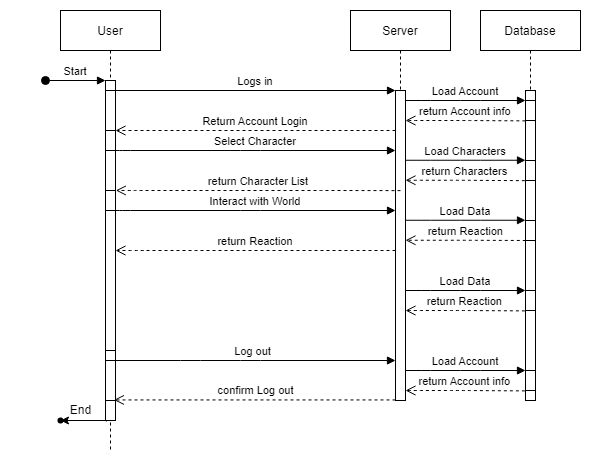 User
Server
Database
Start
Logs in
Load Account
return Account info
Return Account Login
Select Character
Load Characters
return Characters
return Character List
Interact with World
Load Data
return Reaction
return Reaction
Load Data
return Reaction
Log out
Load Account
return Account info
confirm Log out
End